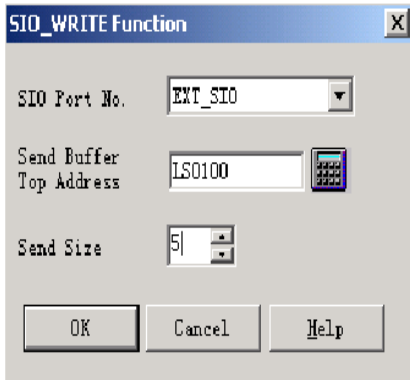 SIO_WRITE Function
SIO Port No.
EXT_SIO
Send Buffer
Top Address
LS0100
Send Size
5
OK
Cancel
Help